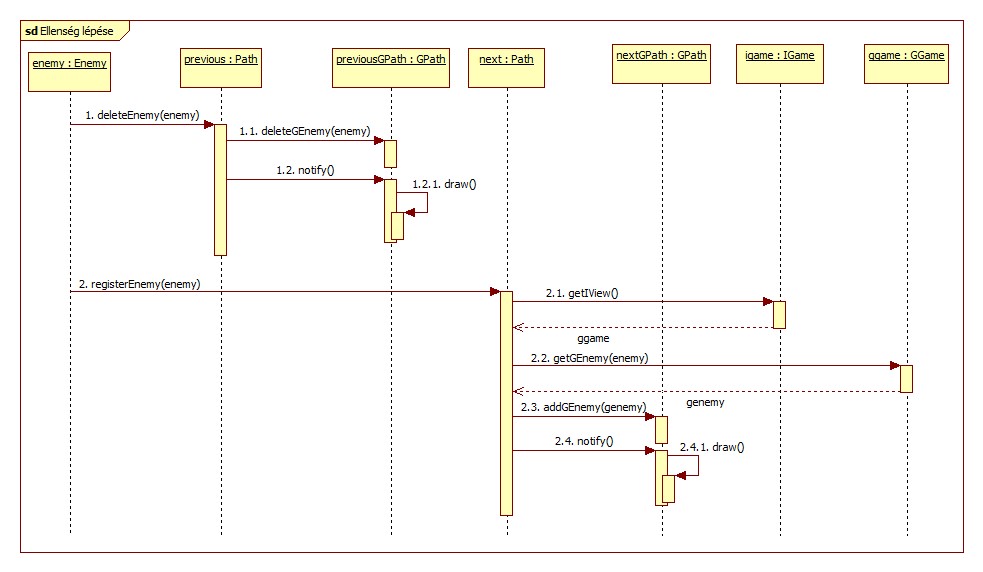 sd Ellenség lépése
enemy : Enemy
previous : Path
previousGPath : GPath
next : Path
nextGPath : GPath
igame : IGame
ggame : GGame
1. deleteEnemy(enemy)
1.1. deleteGEnemy(enemy)
1.2. notify()
1.2.1. draw()
2. registerEnemy(enemy)
2.1. getIView()
ggame
2.2. getGEnemy(enemy)
genemy
2.3. addGEnemy(genemy)
2.4. notify()
2.4.1. draw()